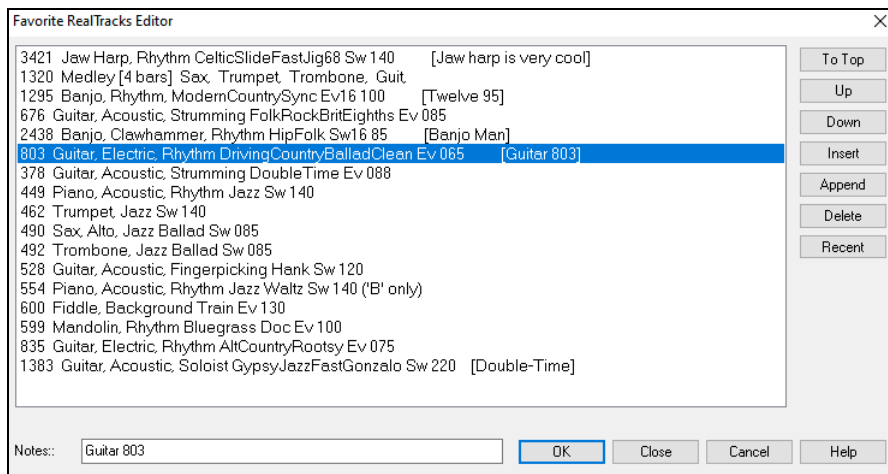 Favorite RealTracks Editor
3421 Jaw Harp, Rhythm CelticSlideFastJig68 Sw 140 [Jaw harp is very cool]
1320 Medley [4 bars] Sax, Trumpet, Trombone, Guit,
1295 Banjo, Rhythm, ModernCountrySync Ev16 100 [Twelve 95]
676 Guitar, Acoustic, Strumming FolkRockBritEighths Ev 085
2438 Banjo, Clawhammer, Rhythm HipFolk Sw16 85 [Banjo Man]
803 Guitar, Electric, Rhythm DrivingCountryBalladClean Ev 065 [Guitar 803]
378 Guitar, Acoustic, Strumming DoubleTime Ev 088
449 Piano, Acoustic, Rhythm Jazz Sw 140
462 Trumpet, Jazz Sw 140
490 Sax, Alto, Jazz Ballad Sw 085
492 Trombone, Jazz Ballad Sw 085
528 Guitar, Acoustic, Fingerpicking Hank Sw 120
554 Piano, Acoustic, Rhythm Jazz Waltz Sw 140 ('B' only)
600 Fiddle, Background Train Ev 130
599 Mandolin, Rhythm Bluegrass Doc Ev 100
835 Guitar, Electric, Rhythm AltCountryRootsy Ev 075
1383 Guitar, Acoustic, Soloist GypsyJazzFastGonzalo Sw 220 [Double-Time]
To Top
Up
Down
Insert
Append
Delete
Recent
Notes:: Guitar 803 OK Close Cancel Help